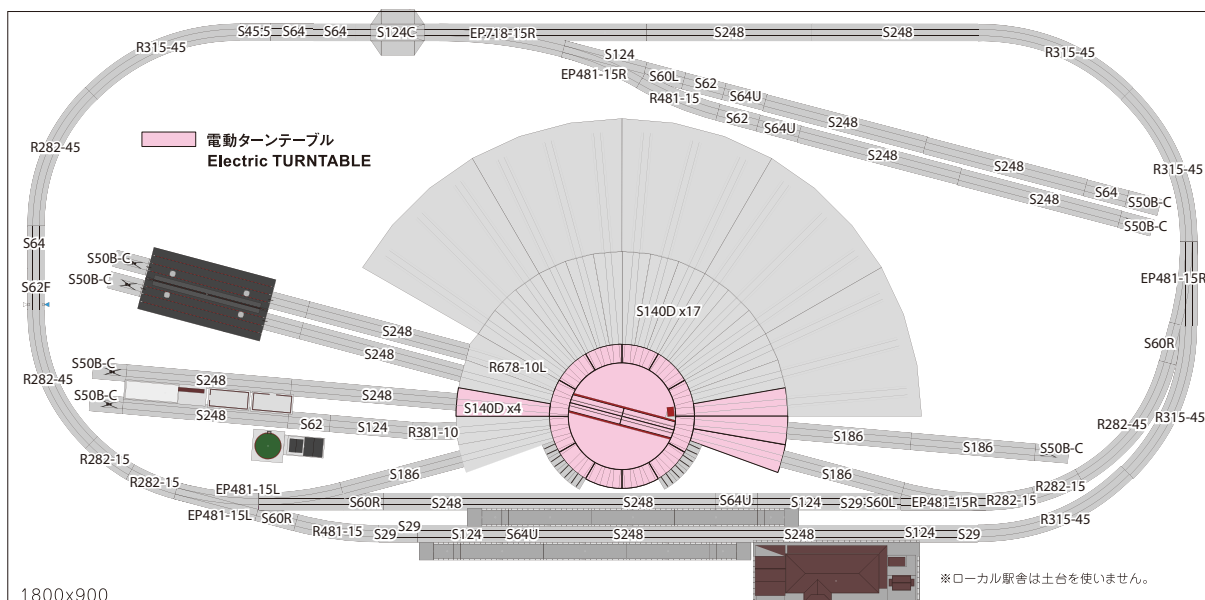 R315-45
S45.5
S64
S64
S124C
EP718-15R
S248
S248
R315-45
S124
EP481-15R
S60L
S62
S64U
R481-15
S62
S64U
S248
S248
S248
S248
S64
S50B-C
S50B-C
R282-45
電動ターンテーブル
Electric TURNTABLE
R315-45
S64
S62F
S50B-C
S50B-C
EP481-15R
S140D x17
S248
S248
S60R
R678-10L
S50B-C
S248
S248
R282-45
S50B-C
S248
S62
S124
R381-10
S140D x4
S186
S186
S50B-C
R282-45
R315-45
R282-15
R282-15
S186
S186
EP481-15L
S60R
S248
S248
S64U
S124
S29
S60L
EP481-15R
R282-15
EP481-15L
S60R
R481-15
S29
S29
S124
S64U
S248
S248
S124
S29
R315-45
※ローカル駅舎は土台を使いません。
1800x900